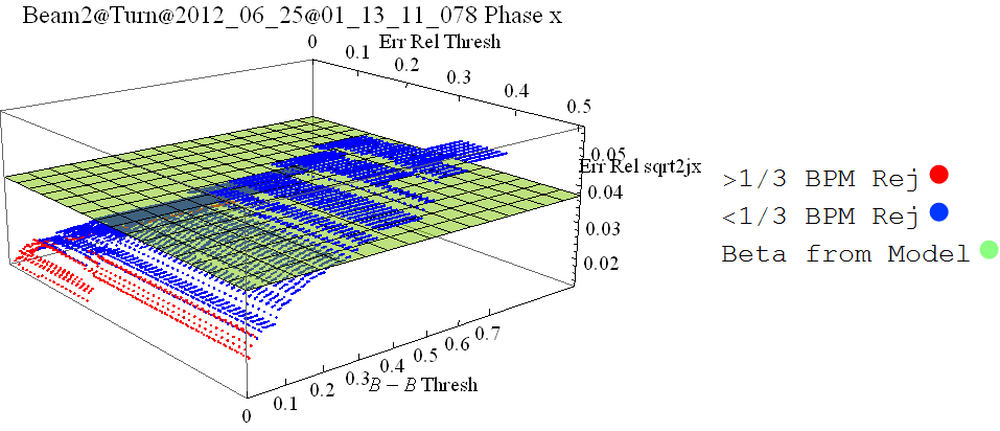 Beam2@Turn@2012_06_25@01_13_11_078 Phase x
0
0.1
Err Rel Thresh
0.2
0.3
0.4
0.5
0.05
Err Rel sqrt2jx
0.04
0.03
0.02
>1/3 BPM Rej
<1/3 BPM Rej
Beta from Model
0.7
0.6
0.5
0.4
0.3
B − B Thresh
0.2
0.1
0